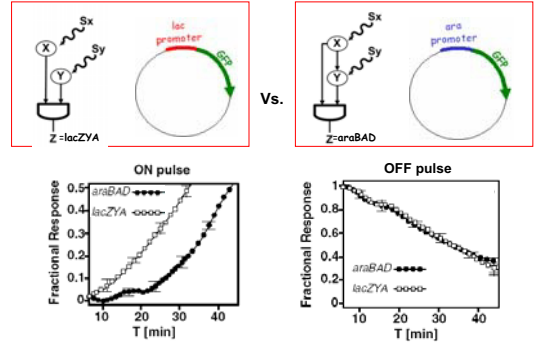 Sx
X
Sy
Y
Z =lacZYA
lac
promoter
GFP
Vs.
Sx
X
Sy
Y
Z=araBAD
ara
promoter
GFP
ON pulse
Fractional Response
0.5
0.4
0.3
0.2
0.1
0
araBAD
lacZYA
10 20 30 40
T [min]
OFF pulse
Fractional Response
1
0.8
0.6
0.4
0.2
0
araBAD
lacZYA
10 20 30 40
T [min]